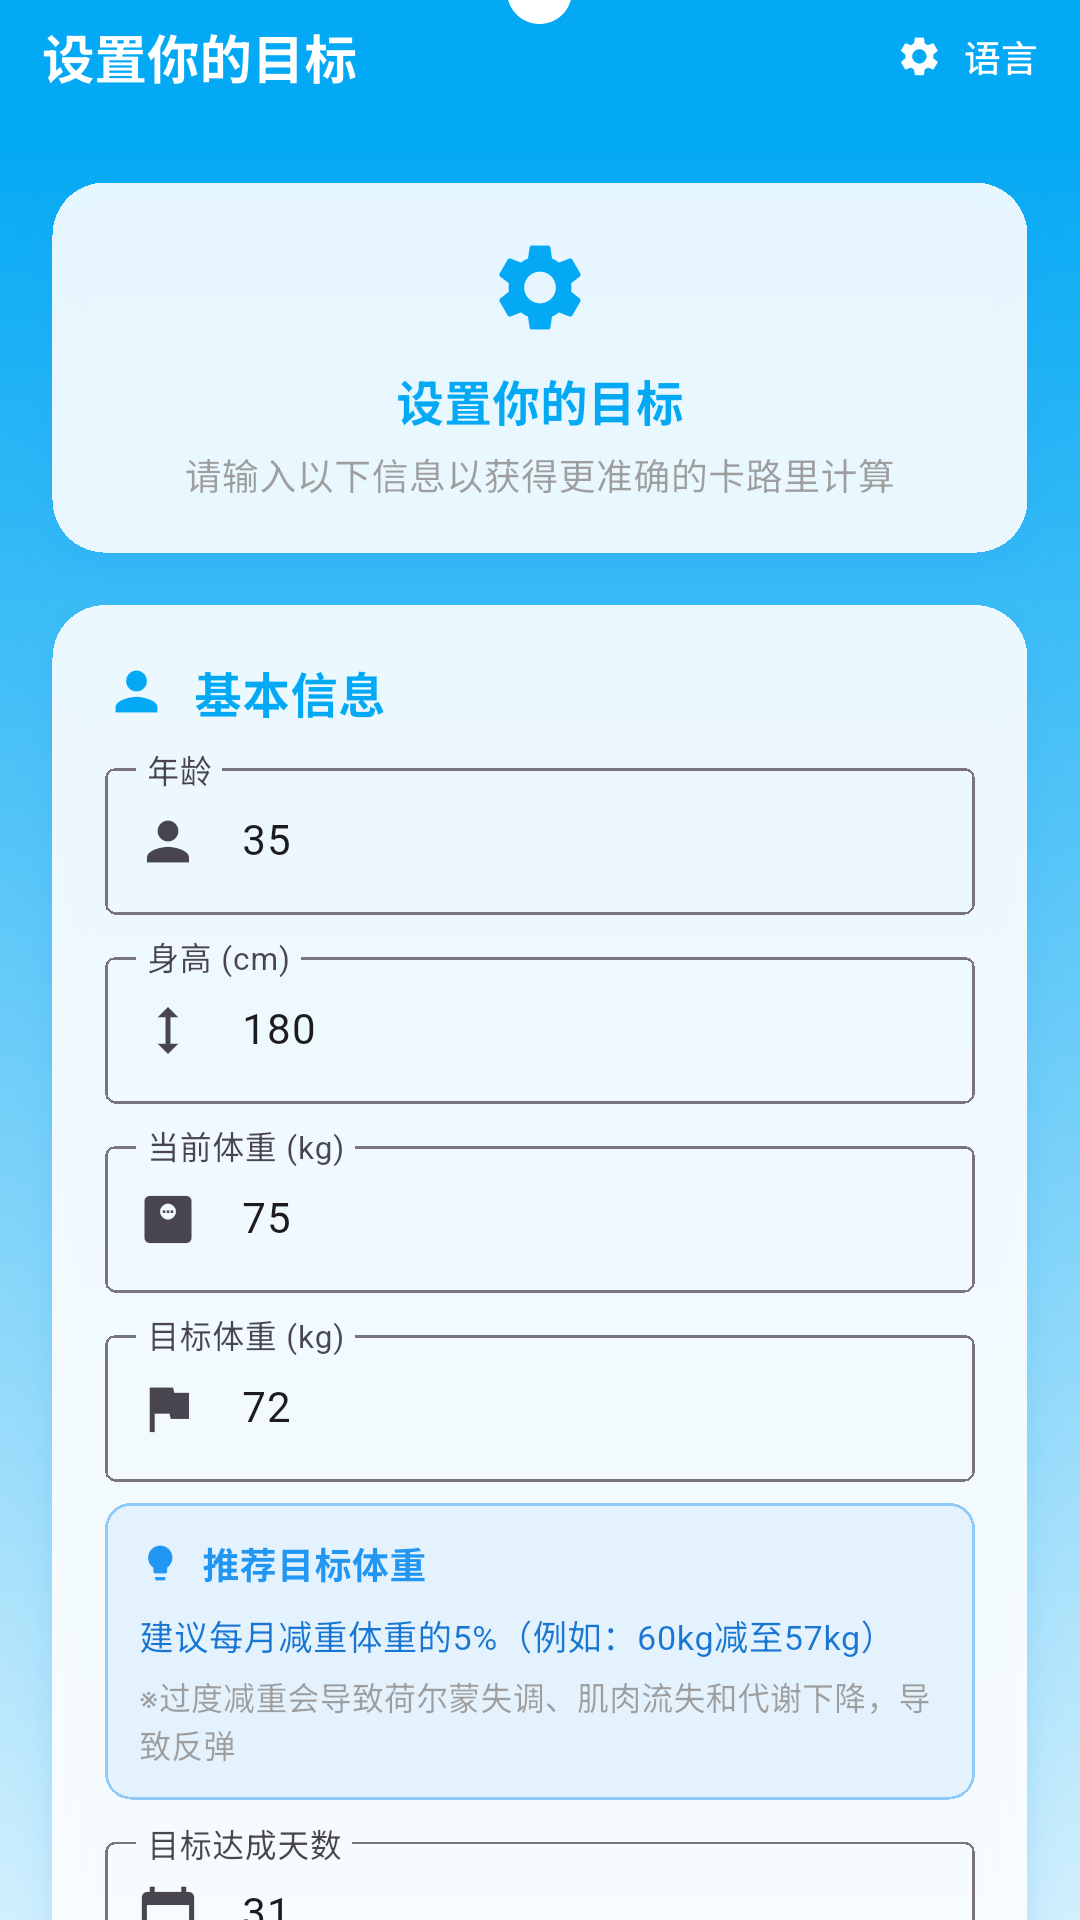 设置你的目标
语言
设置你的目标
请输入以下信息以获得更准确的卡路里计算
基本信息
年龄
35
身高 (cm)
180
当前体重 (kg)
75
目标体重 (kg)
72
推荐目标体重
建议每月减重体重的5%（例如：60kg减至57kg）
※过度减重会导致荷尔蒙失调、肌肉流失和代谢下降，导
致反弹
目标达成天数
31